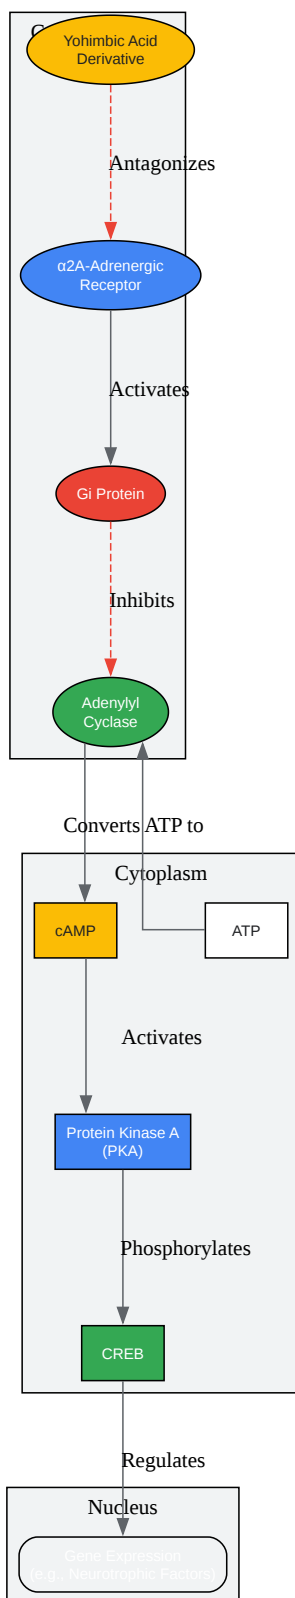 Yohimbic Acid
Derivative
Antagonizes
α2A-Adrenergic
Receptor
Activates
Gi Protein
Inhibits
Adenylyl
Cyclase
Converts ATP to
Cytoplasm
cAMP
ATP
Activates
Protein Kinase A
(PKA)
Phosphorylates
CREB
Regulates
Nucleus
Gene Expression
(e.g., Neurotrophic Factors)